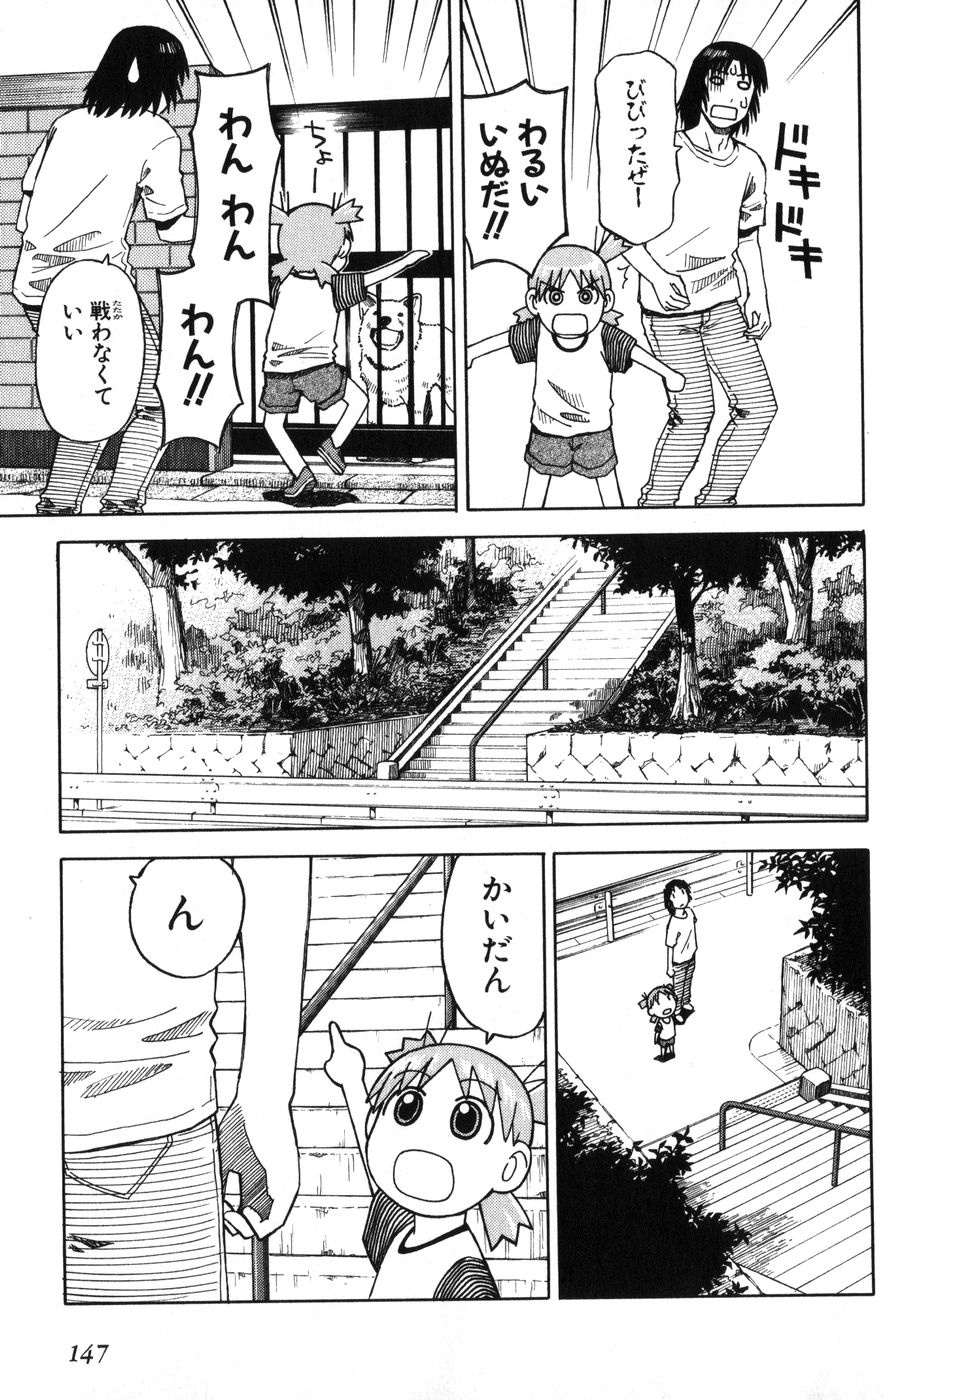 びびったぜー
ドキドキ
わるい
いぬだ!!
ちょー
わん わん
わん!!
戦わなくて
たたか
いい
かいだん
ん
147